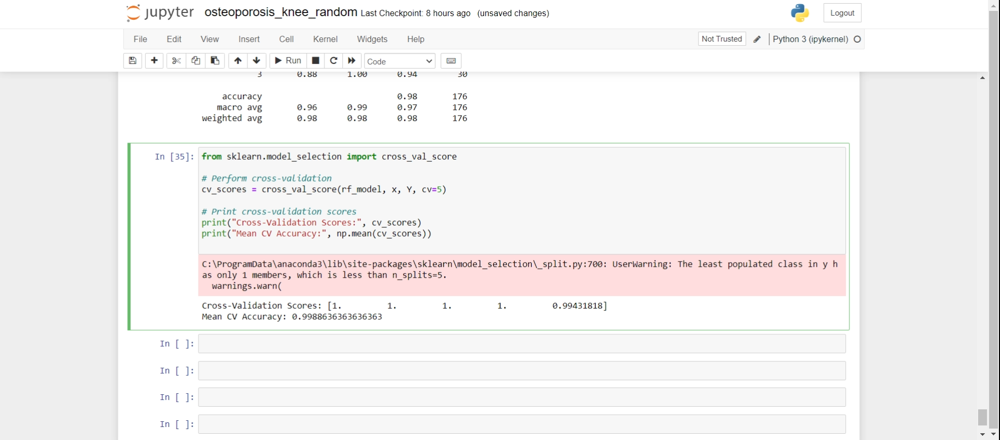 jupyter osteoporosis_knee_random Last Checkpoint: 8 hours ago (unsaved changes) Logout
File Edit View Insert Cell Kernel Widgets Help Not Trusted Python 3 (ipykernel)
Run Code
3 0.88 1.00 0.94 30
accuracy 0.98 176
macro avg 0.96 0.99 0.97 176
weighted avg 0.98 0.98 0.98 176
In [35]: from sklearn.model_selection import cross_val_score
# Perform cross-validation
cv_scores = cross_val_score(rf_model, x, Y, cv=5)
# Print cross-validation scores
print("Cross-Validation Scores:", cv_scores)
print("Mean CV Accuracy:", np.mean(cv_scores))
C:\ProgramData\anaconda3\lib\site-packages\sklearn\model_selection\_split.py:700: UserWarning: The least populated class in y h
as only 1 members, which is less than n_splits=5.
warnings.warn(
Cross-Validation Scores: [1. 1. 1. 1. 0.99431818]
Mean CV Accuracy: 0.9988636363636363
In [ ]:
In [ ]:
In [ ]:
In [ ]: